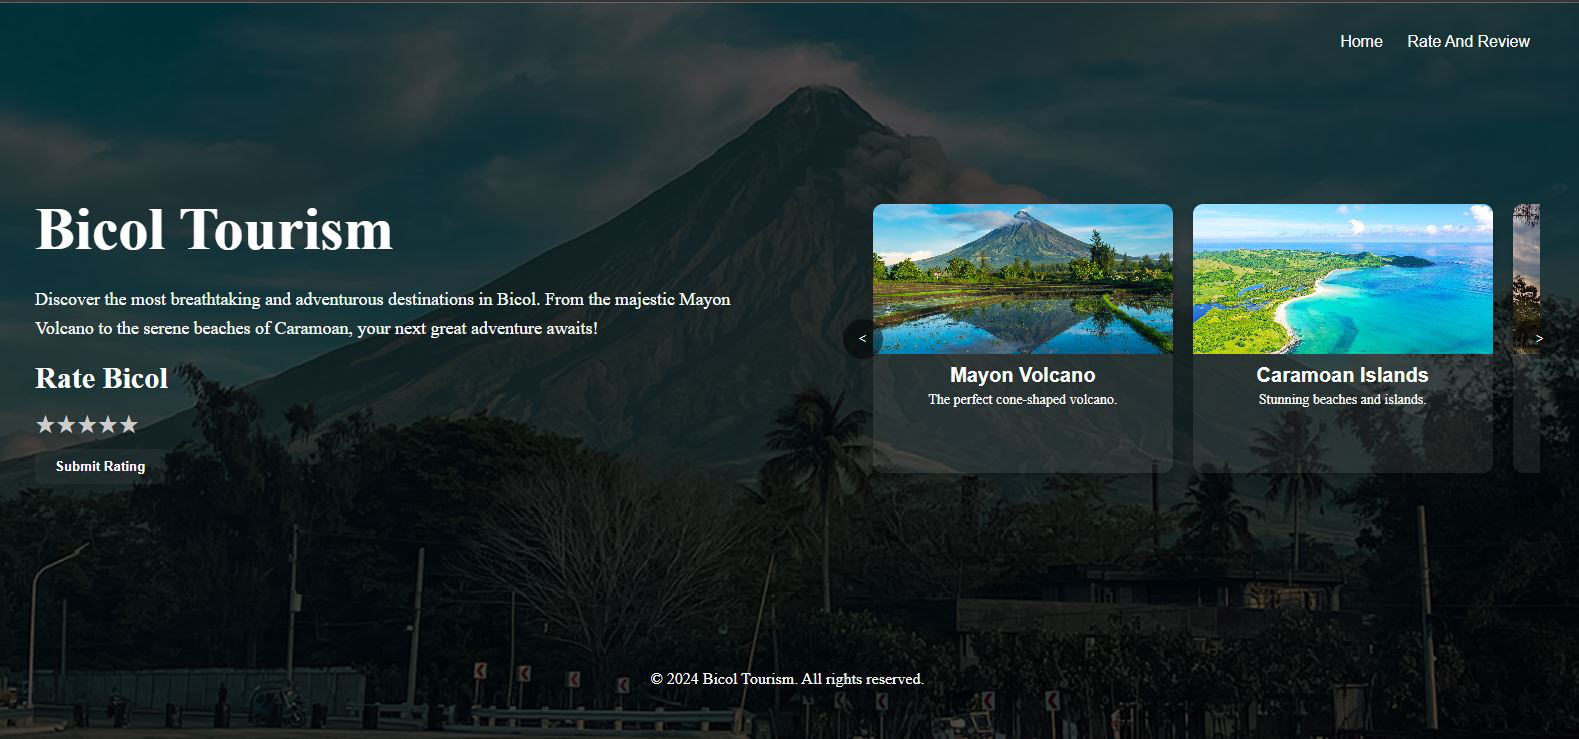 Home Rate And Review
Bicol Tourism
Discover the most breathtaking and adventurous destinations in Bicol. From the majestic Mayon
Volcano to the serene beaches of Caramoan, your next great adventure awaits!
Rate Bicol
★★★★★
Submit Rating
<
Mayon Volcano
The perfect cone-shaped volcano.
Caramoan Islands
Stunning beaches and islands.
>
© 2024 Bicol Tourism. All rights reserved.